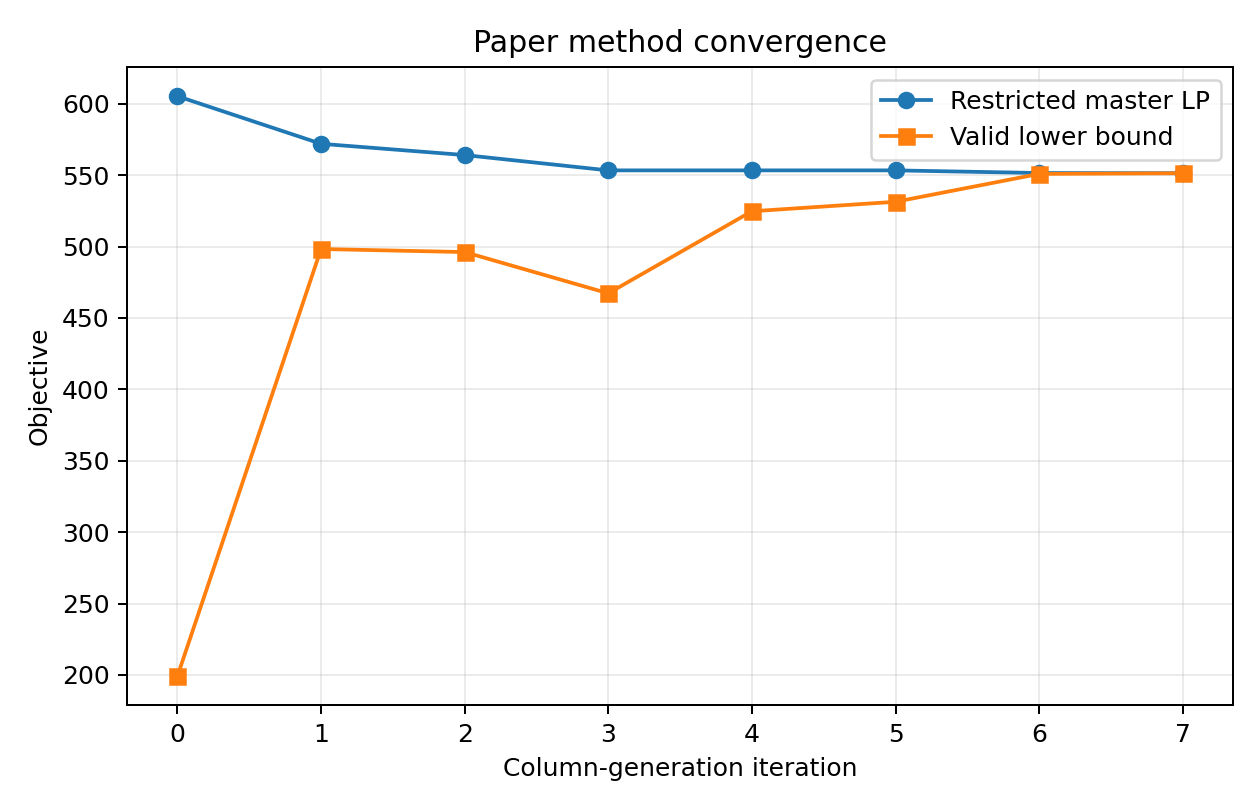 Paper method convergence
Restricted master LP
Valid lower bound
600
550
500
450
400
350
300
250
200
Objective
0 1 2 3 4 5 6 7
Column-generation iteration